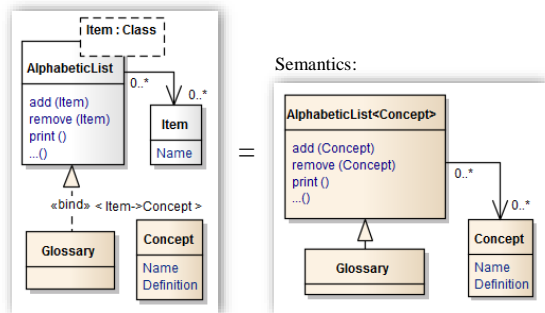 Item : Class
AlphabeticList
add (Item)
remove (Item)
print ()
...()
0..*
0..*
Item
Name
«bind» < Item->Concept >
Glossary
Concept
Name
Definition
=
Semantics:
AlphabeticList<Concept>
add (Concept)
remove (Concept)
print ()
...()
0..*
0..*
Glossary
Concept
Name
Definition